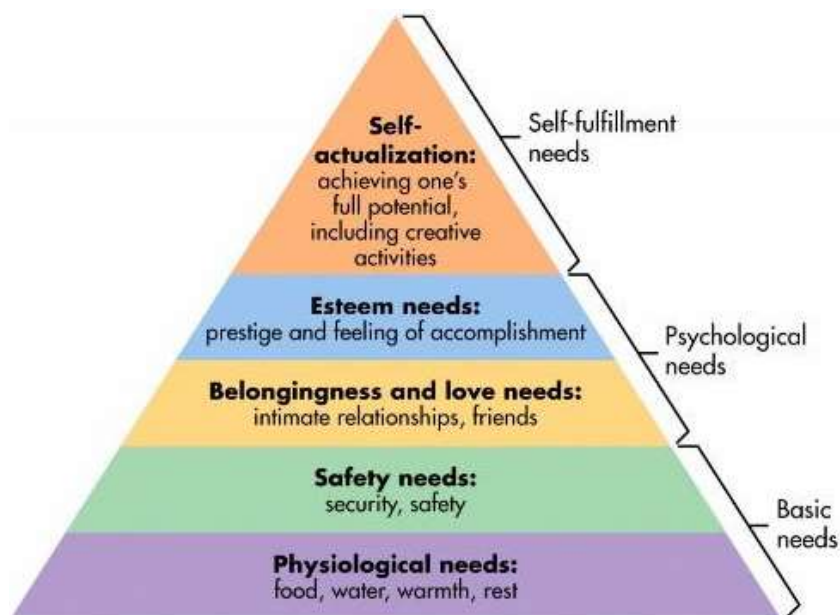 Self-
actualization:
achieving one's
full potential,
including creative
activities
Esteem needs:
prestige and feeling of accomplishment
Belongingness and love needs:
intimate relationships, friends
Safety needs:
security, safety
Physiological needs:
food, water, warmth, rest
Self-fulfillment
needs
Psychological
needs
Basic
needs